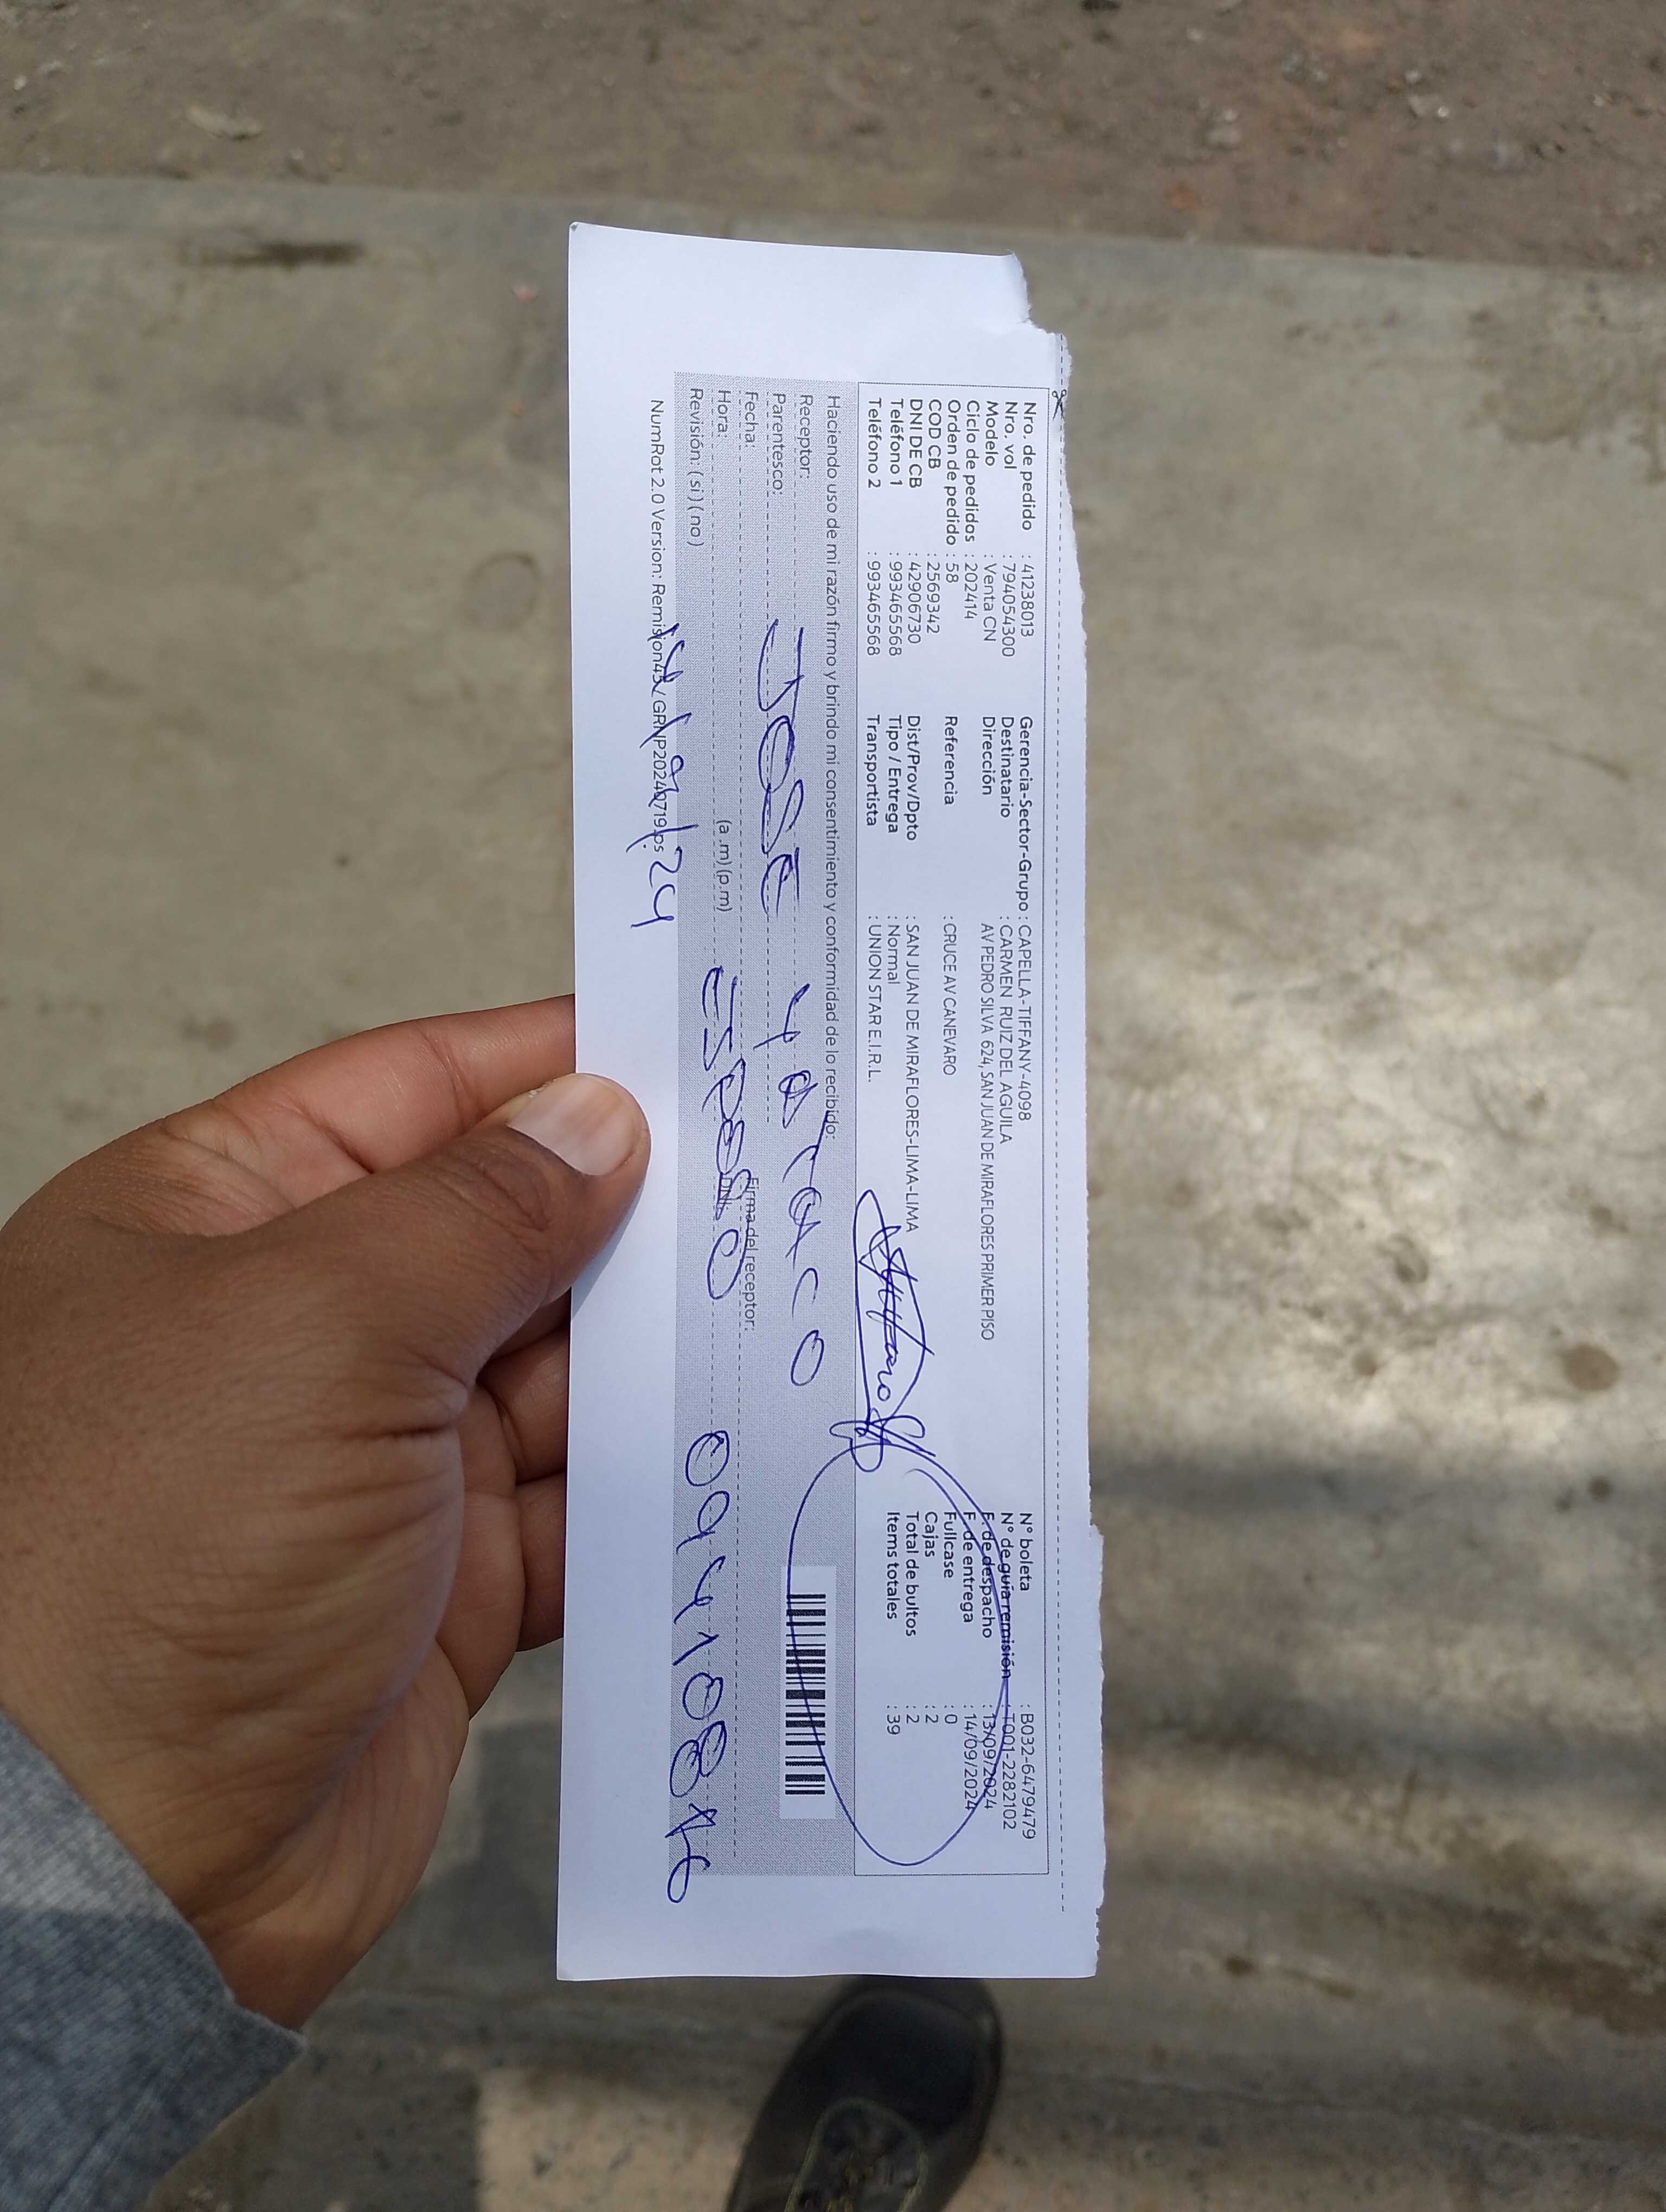 Nro. de pedido : 41238013 Gerencia-Sector-Grupo : CAPELLA - TIFFANY-4098 N° boleta : B032-6479479
Nro. vol : 794054300 Destinatario : CARMEN RUIZ DEL AGUILA N° de guía remisión : T001-2282102
Modelo : Venta CN Dirección AV PEDRO SILVA 624, SAN JUAN DE MIRAFLORES PRIMER PISO F. de despacho : 13/09/2024
Ciclo de pedidos : 202414 F. de entrega : 14/09/2024
Orden de pedido : 58 Referencia : CRUCE AV CANEVARO Fullcase : 0
COD CB : 2569342 Cajas : 2
DNI DE CB : 42906730 Dist/Prov/Dpto : SAN JUAN DE MIRAFLORES-LIMA-LIMA Total de bultos : 2
Teléfono 1 : 993465568 Tipo / Entrega : Normal Items totales : 39
Teléfono 2 : 993465568 Transportista : UNION STAR E.I.R.L.
Haciendo uso de mi razón firmo y brindo mi consentimiento y conformidad de lo recibido:
Receptor: JOSE Yaraco
Parentesco:
Fecha: Firma del receptor:
Hora: (a .m) (p.m) ESPOSO
Revisión: (si) (no)
NumRot 2.0 Version: Remision43/ GRNP20240719.ps
14/9/24